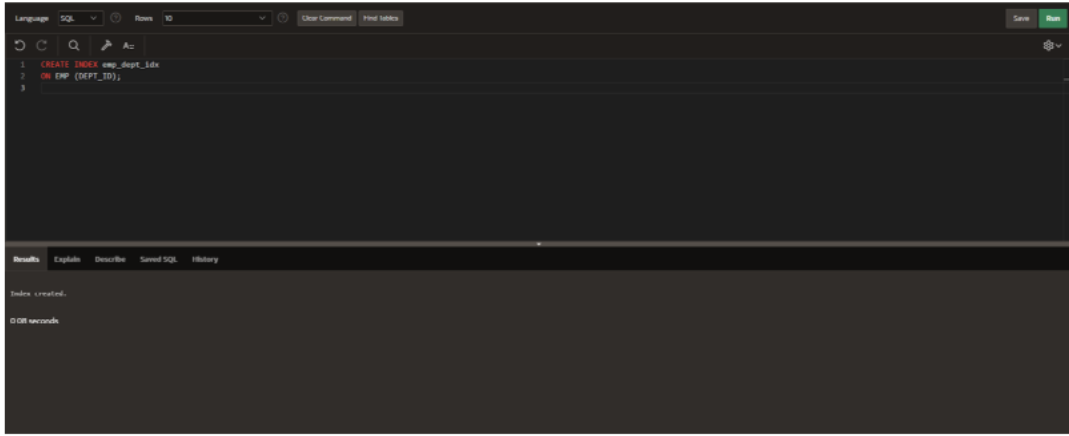 Language SQL Rows 10 Clear Command Find Tables Save Run
A=
1 CREATE INDEX emp_dept_idx
2 ON EMP (DEPT_ID);
3
Results Explain Describe Saved SQL History
Index created.
0.08 seconds